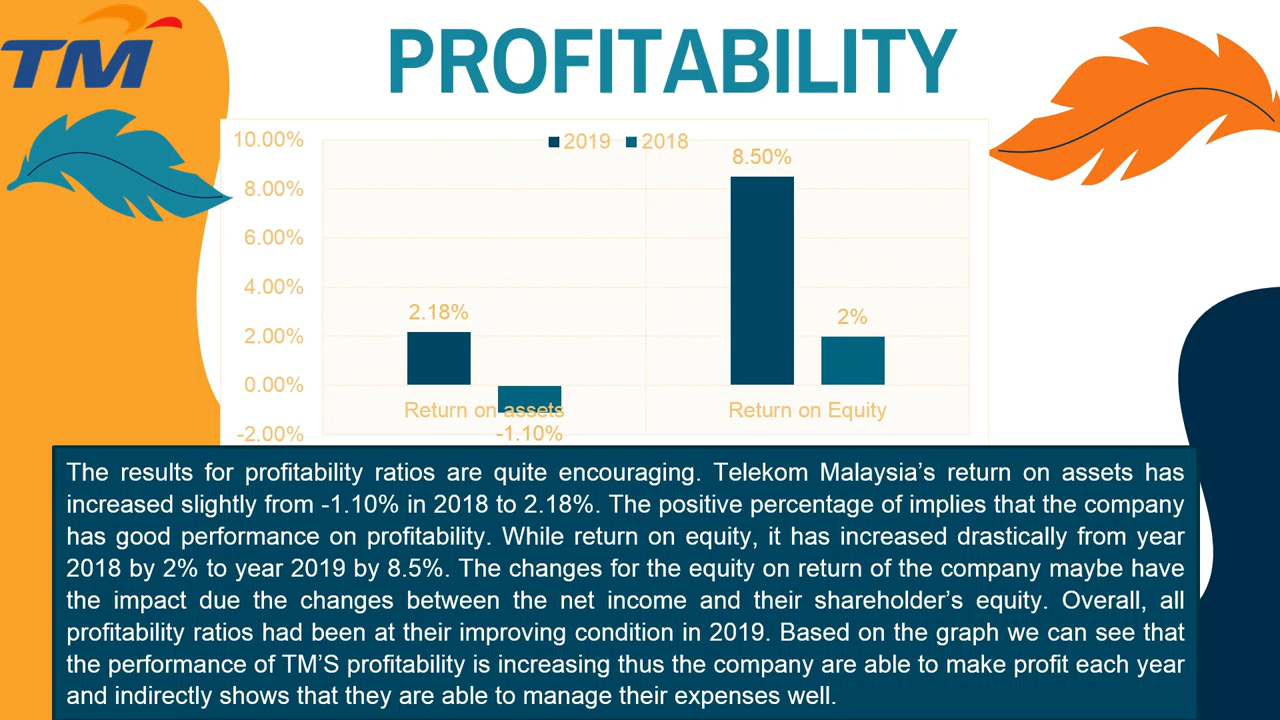 TM
PROFITABILITY
10.00%
2019 2018
8.50%
8.00%
6.00%
4.00%
2.18%
2%
2.00%
0.00%
Return on assets
Return on Equity
-2.00%
-1.10%
The results for profitability ratios are quite encouraging. Telekom Malaysia’s return on assets has
increased slightly from -1.10% in 2018 to 2.18%. The positive percentage of implies that the company
has good performance on profitability. While return on equity, it has increased drastically from year
2018 by 2% to year 2019 by 8.5%. The changes for the equity on return of the company maybe have
the impact due the changes between the net income and their shareholder’s equity. Overall, all
profitability ratios had been at their improving condition in 2019. Based on the graph we can see that
the performance of TM’S profitability is increasing thus the company are able to make profit each year
and indirectly shows that they are able to manage their expenses well.